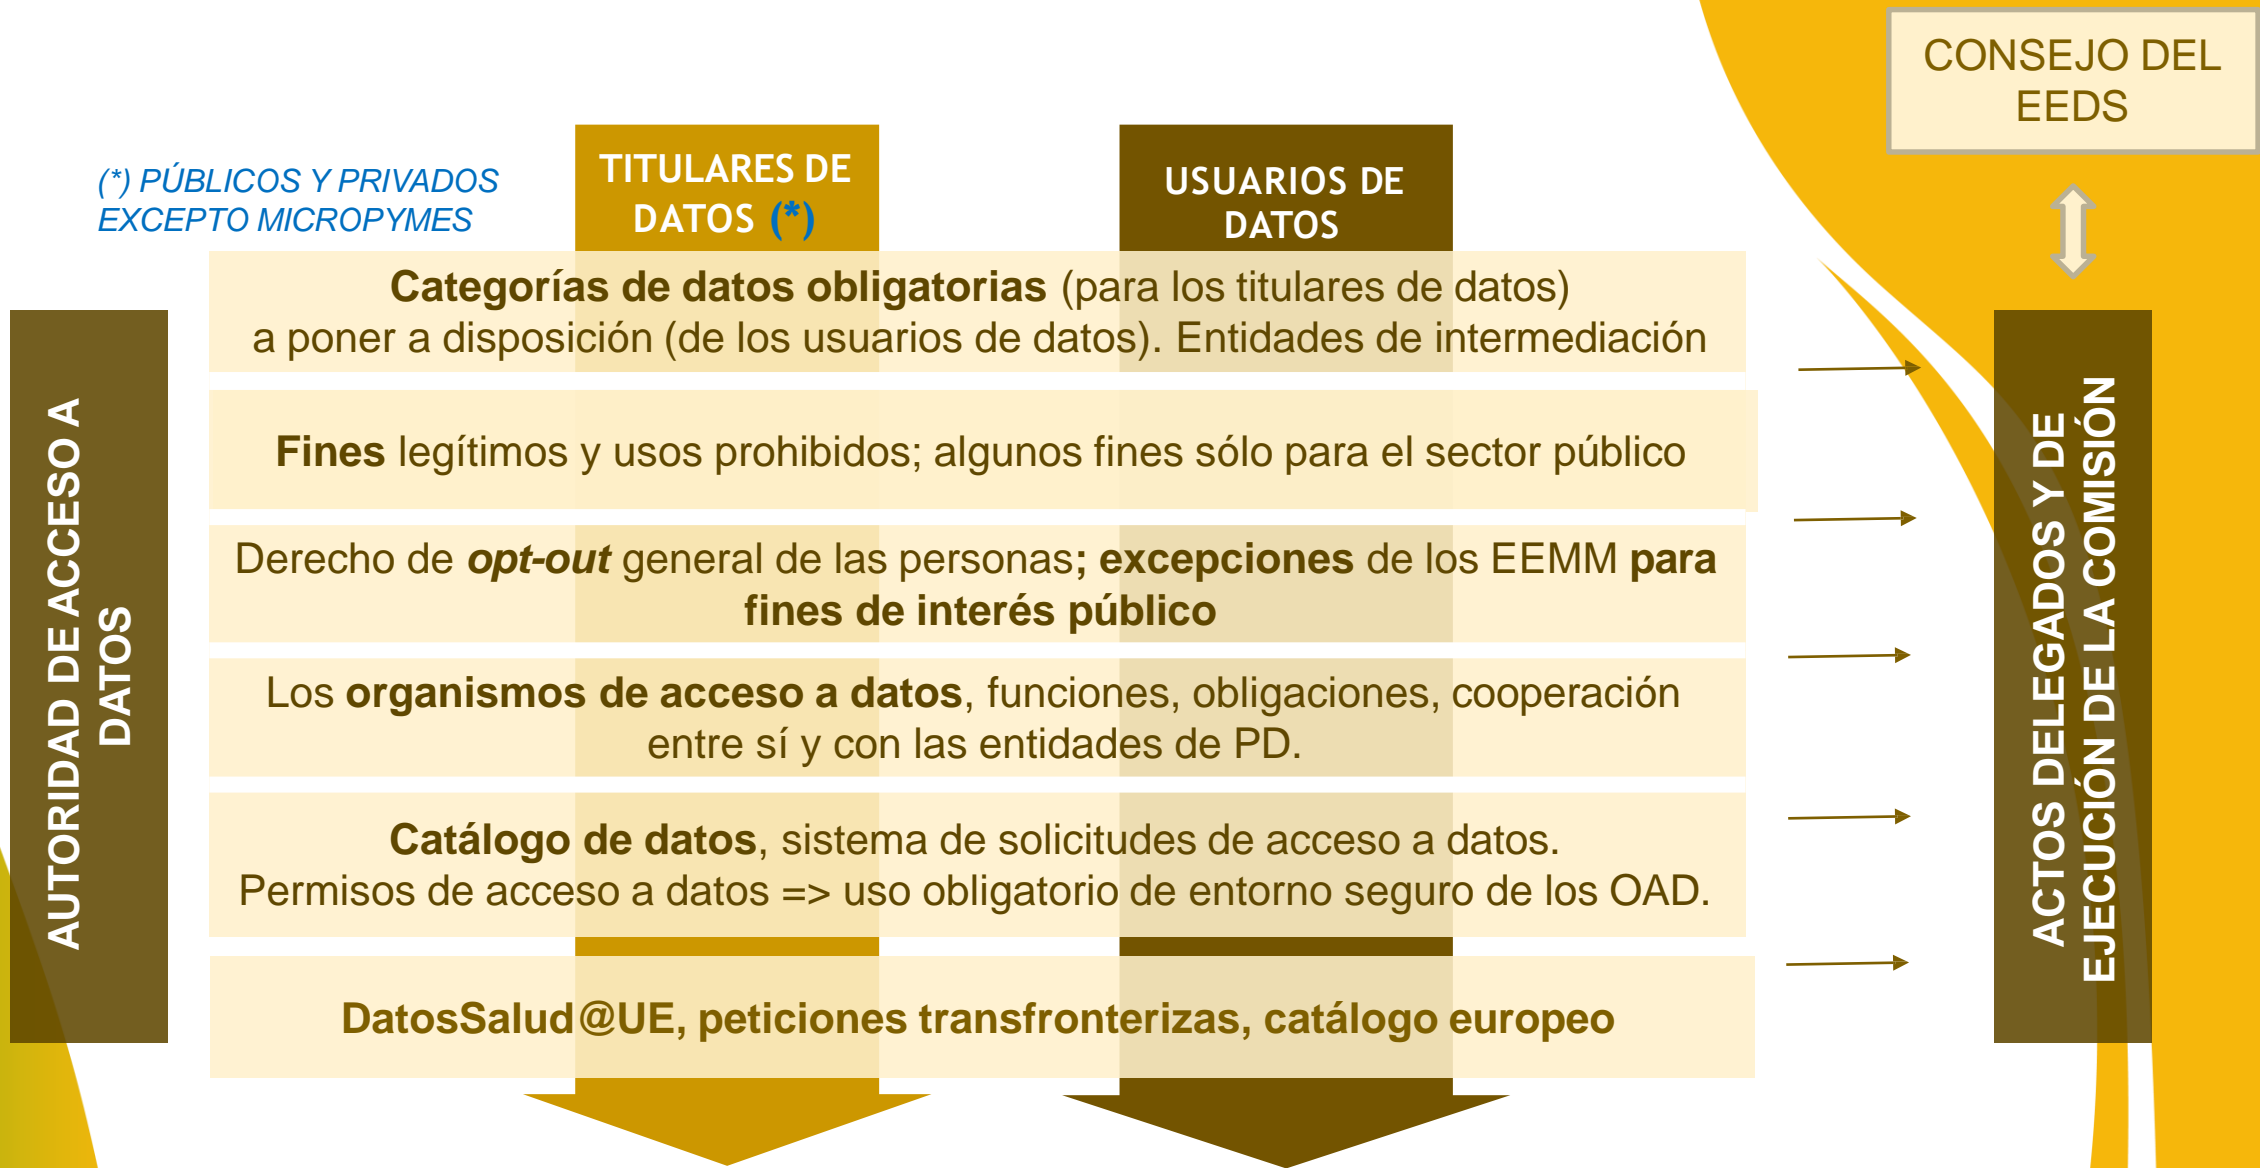 CONSEJO DEL
EEDS
(*) PÚBLICOS Y PRIVADOS
EXCEPTO MICROPYMES
TITULARES DE
DATOS (*)
USUARIOS DE
DATOS
Categorías de datos obligatorias (para los titulares de datos)
a poner a disposición (de los usuarios de datos). Entidades de intermediación
Fines legítimos y usos prohibidos; algunos fines sólo para el sector público
Derecho de opt-out general de las personas; excepciones de los EEMM para
fines de interés público
Los organismos de acceso a datos, funciones, obligaciones, cooperación
entre sí y con las entidades de PD.
Catálogo de datos, sistema de solicitudes de acceso a datos.
Permisos de acceso a datos => uso obligatorio de entorno seguro de los OAD.
DatosSalud@UE, peticiones transfronterizas, catálogo europeo
AUTORIDAD DE ACCESO A
DATOS
ACTOS DELEGADOS Y DE
EJECUCIÓN DE LA COMISIÓN